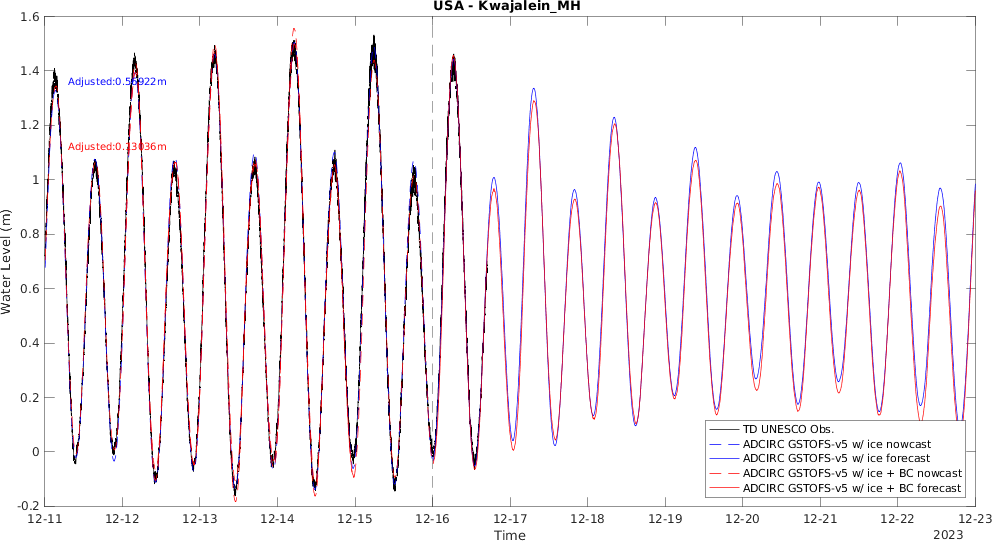 USA - Kwajalein_MH
1.6
1.4
1.2
1
0.8
0.6
0.4
0.2
0
-0.2
Water Level (m)
Adjusted:0.56922m
Adjusted:0.23036m
TD UNESCO Obs.
ADCIRC GSTOFS-v5 w/ ice nowcast
ADCIRC GSTOFS-v5 w/ ice forecast
ADCIRC GSTOFS-v5 w/ ice + BC nowcast
ADCIRC GSTOFS-v5 w/ ice + BC forecast
12-11 12-12 12-13 12-14 12-15 12-16 12-17 12-18 12-19 12-20 12-21 12-22 12-23
Time
2023